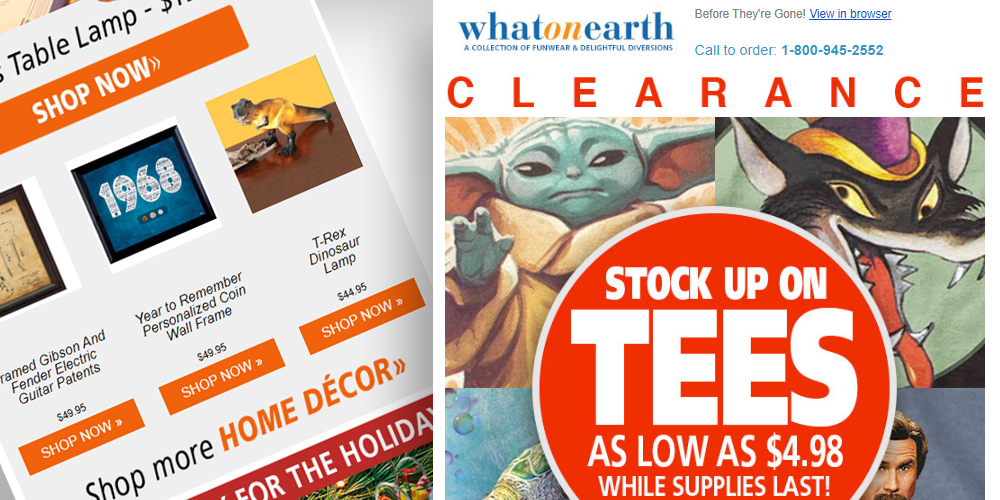 Table Lamp - $1
SHOP NOW»
1968
Framed Gibson And
Fender Electric
Guitar Patents
$49.95
SHOP NOW »
Year to Remember
Personalized Coin
Wall Frame
$49.95
SHOP NOW »
T-Rex
Dinosaur
Lamp
$44.95
SHOP NOW »
Shop more HOME DÉCOR»
FOR THE HOLIDAY
whatonearth
A COLLECTION OF FUNWEAR & DELIGHTFUL DIVERSIONS
Before They're Gone! View in browser
Call to order: 1-800-945-2552
CLEARANCE
STOCK UP ON
TEES
AS LOW AS $4.98
WHILE SUPPLIES LAST!